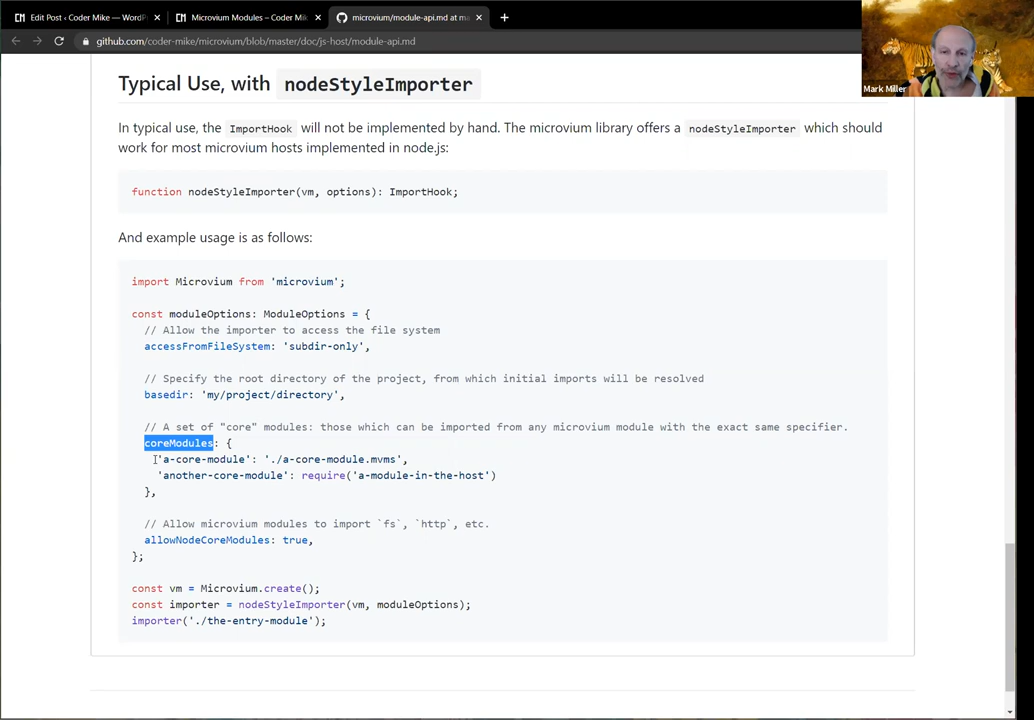 Edit Post ‹ Coder Mike — WordPr
Microvium Modules – Coder Mik
microvium/module-api.md at ma
github.com/coder-mike/microvium/blob/master/doc/js-host/module-api.md
Mark Miller
Typical Use, with nodeStyleImporter
In typical use, the ImportHook will not be implemented by hand. The microvium library offers a nodeStyleImporter which should
work for most microvium hosts implemented in node.js:
function nodeStyleImporter(vm, options): ImportHook;
And example usage is as follows:
import Microvium from 'microvium';
const moduleOptions: ModuleOptions = {
// Allow the importer to access the file system
accessFromFileSystem: 'subdir-only',
// Specify the root directory of the project, from which initial imports will be resolved
basedir: 'my/project/directory',
// A set of "core" modules: those which can be imported from any microvium module with the exact same specifier.
coreModules: {
'a-core-module': './a-core-module.mvms',
'another-core-module': require('a-module-in-the-host')
},
// Allow microvium modules to import `fs`, `http`, etc.
allowNodeCoreModules: true,
};
const vm = Microvium.create();
const importer = nodeStyleImporter(vm, moduleOptions);
importer('./the-entry-module');